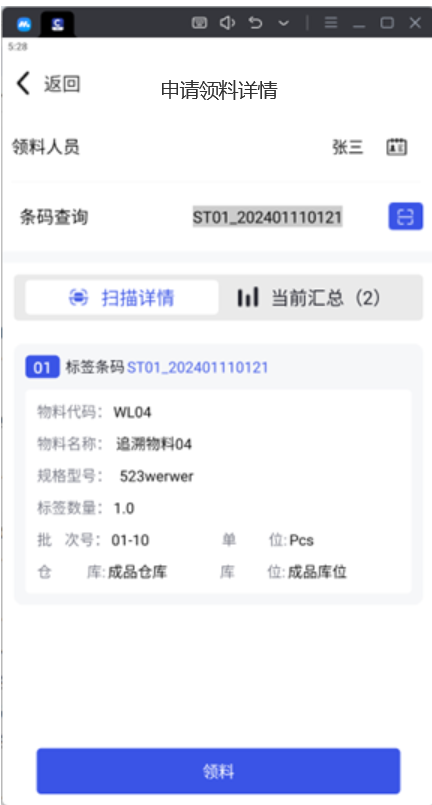 5:28
返回
申请领料详情
领料人员 张三
条码查询 ST01_202401110121
扫描详情 当前汇总（2）
01 标签条码 ST01_202401110121
物料代码： WL04
物料名称： 追溯物料04
规格型号： 523werwer
标签数量： 1.0
批 次号： 01-10 单 位: Pcs
仓 库: 成品仓库 库 位: 成品库位
领料